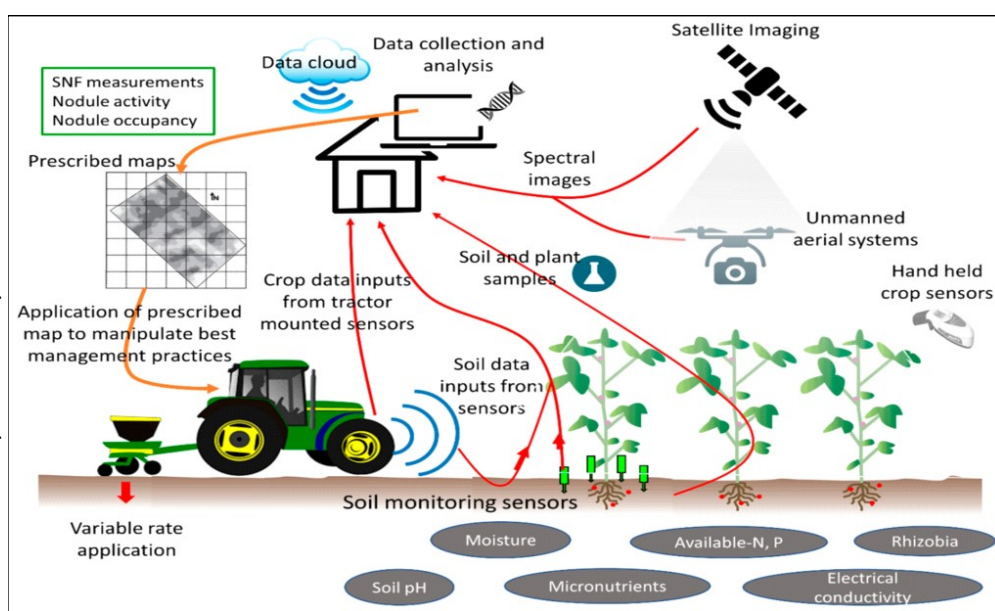 Satellite Imaging
Data collection and
analysis
Data cloud
SNF measurements
Nodule activity
Nodule occupancy
Prescribed maps
Spectral
images
Unmanned
aerial systems
Soil and plant
samples
Hand held
crop sensors
Crop data inputs
from tractor
mounted sensors
Application of prescribed
map to manipulate best
management practices
Soil data
inputs from
sensors
Soil monitoring sensors
Variable rate
application
Moisture
Available-N, P
Rhizobia
Soil pH
Micronutrients
Electrical
conductivity